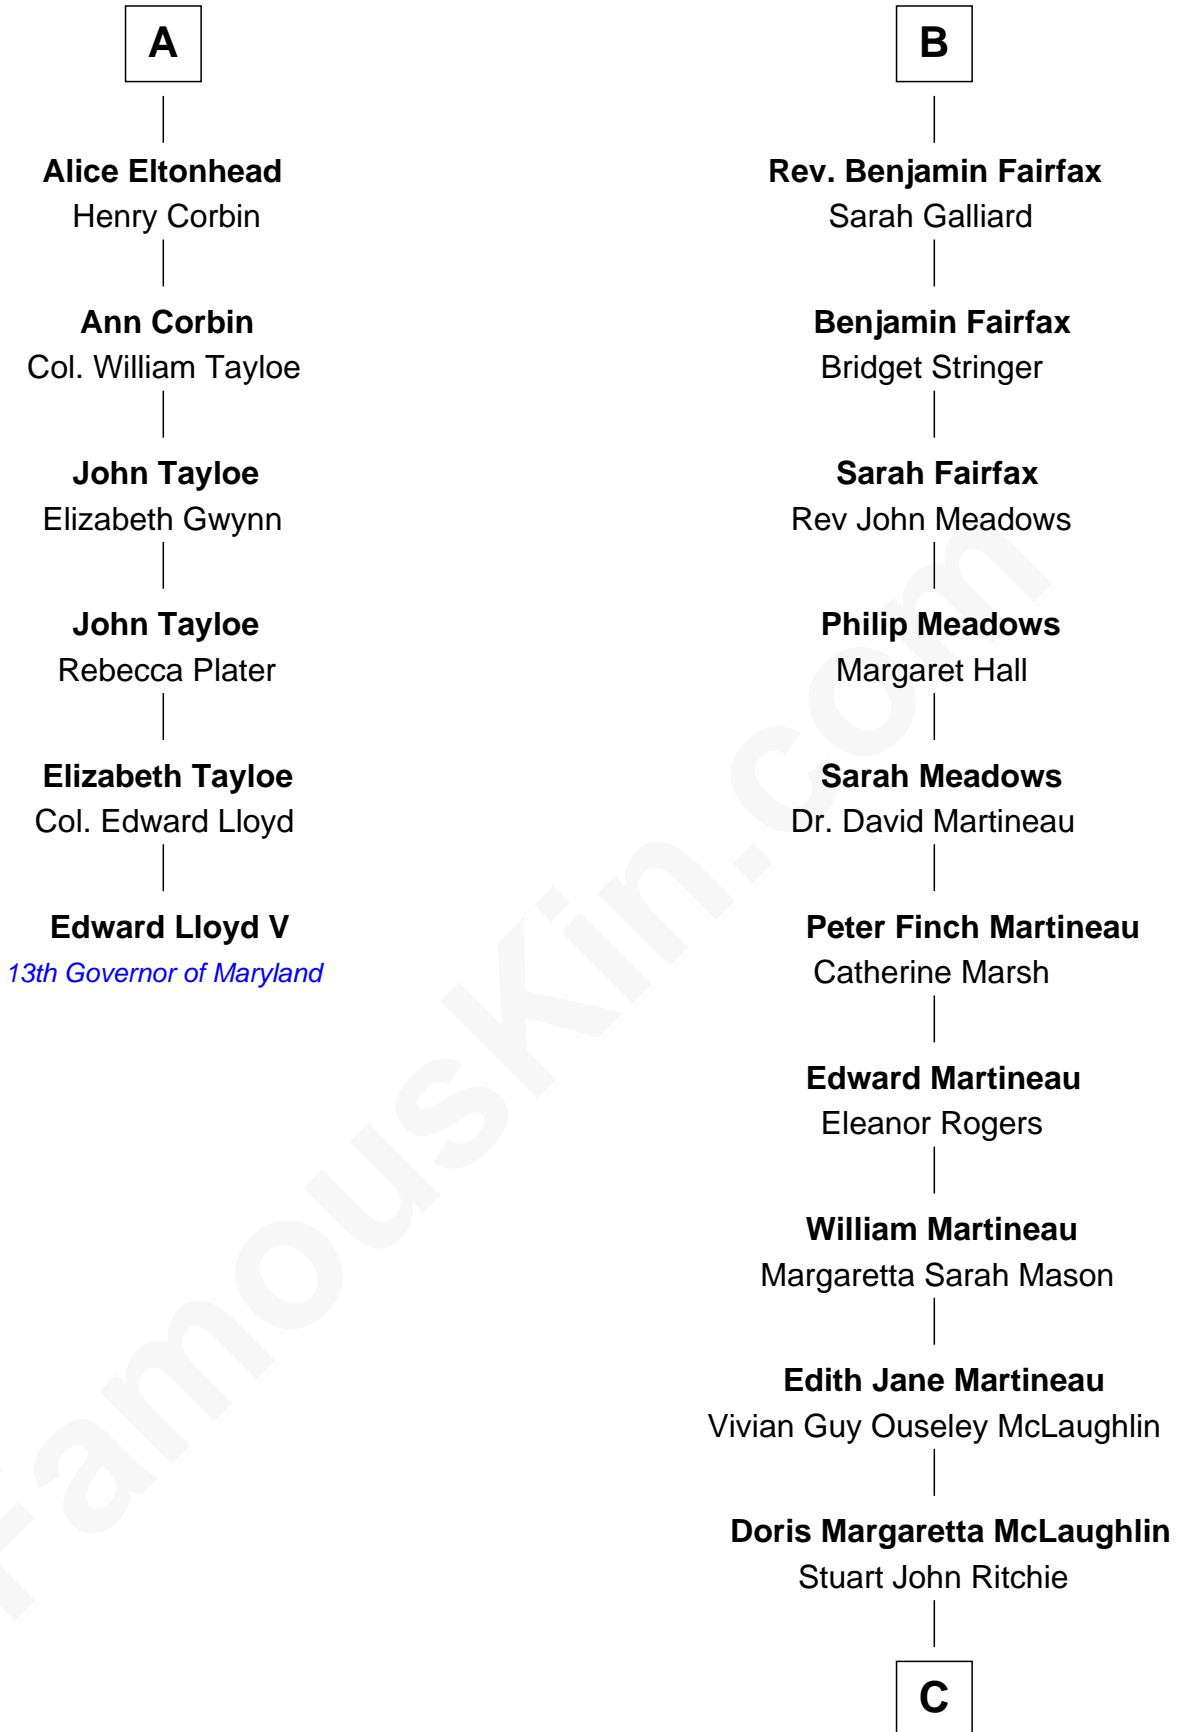 A
Alice Eltonhead
Henry Corbin
Ann Corbin
Col. William Tayloe
John Tayloe
Elizabeth Gwynn
John Tayloe
Rebecca Plater
Elizabeth Tayloe
Col. Edward Lloyd
Edward Lloyd V
13th Governor of Maryland
B
Rev. Benjamin Fairfax
Sarah Galliard
Benjamin Fairfax
Bridget Stringer
Sarah Fairfax
Rev John Meadows
Philip Meadows
Margaret Hall
Sarah Meadows
Dr. David Martineau
Peter Finch Martineau
Catherine Marsh
Edward Martineau
Eleanor Rogers
William Martineau
Margaretta Sarah Mason
Edith Jane Martineau
Vivian Guy Ouseley McLaughlin
Doris Margaretta McLaughlin
Stuart John Ritchie
C
FamousKin.com